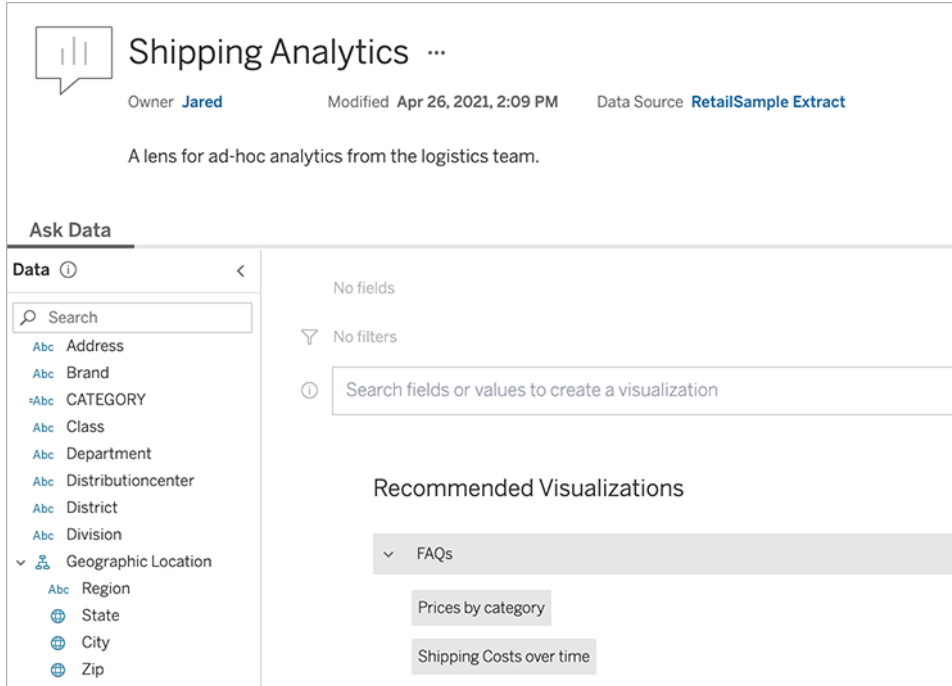 Shipping Analytics ...
Owner Jared Modified Apr 26, 2021, 2:09 PM Data Source RetailSample Extract
A lens for ad-hoc analytics from the logistics team.
Ask Data
Data
Search
Abc Address
Abc Brand
=Abc CATEGORY
Abc Class
Abc Department
Abc Distributioncenter
Abc District
Abc Division
Geographic Location
Abc Region
State
City
Zip
No fields
No filters
Search fields or values to create a visualization
Recommended Visualizations
FAQs
Prices by category
Shipping Costs over time